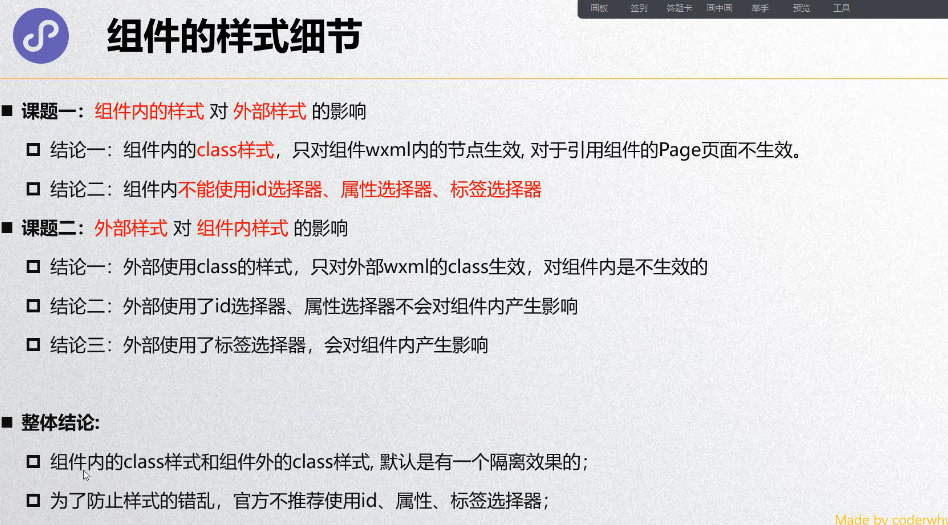 画板 签到 答题卡 画中画 举手 预览 工具
组件的样式细节
课题一：组件内的样式 对 外部样式 的影响
结论一：组件内的class样式，只对组件wxml内的节点生效, 对于引用组件的Page页面不生效。
结论二：组件内不能使用id选择器、属性选择器、标签选择器
课题二：外部样式 对 组件内样式 的影响
结论一：外部使用class的样式，只对外部wxml的class生效，对组件内是不生效的
结论二：外部使用了id选择器、属性选择器不会对组件内产生影响
结论三：外部使用了标签选择器，会对组件内产生影响
整体结论:
组件内的class样式和组件外的class样式, 默认是有一个隔离效果的；
为了防止样式的错乱，官方不推荐使用id、属性、标签选择器；
Made by coderwhy